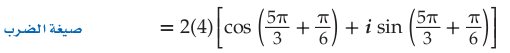 = 2(4)[cos (5π/3 + π/6) + i sin (5π/3 + π/6)] صيغة الضرب